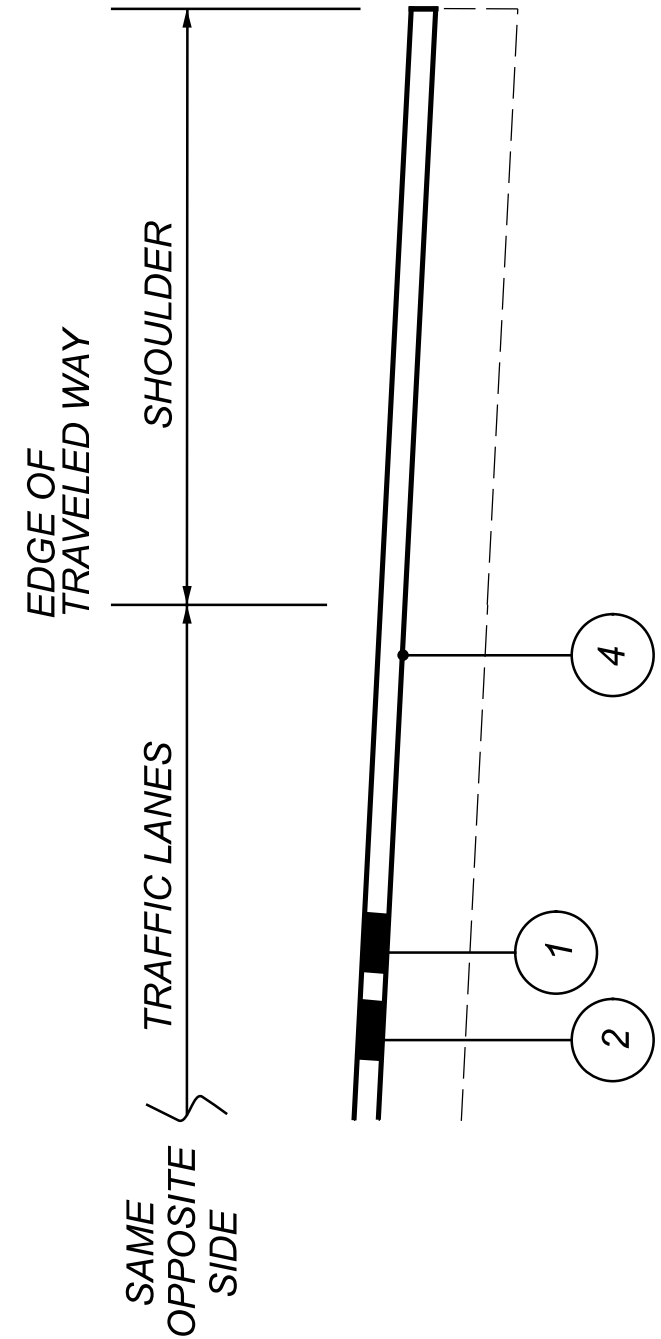 SAME
OPPOSITE
SIDE
TRAFFIC LANES
EDGE OF
TRAVELED WAY
SHOULDER
2
1
4